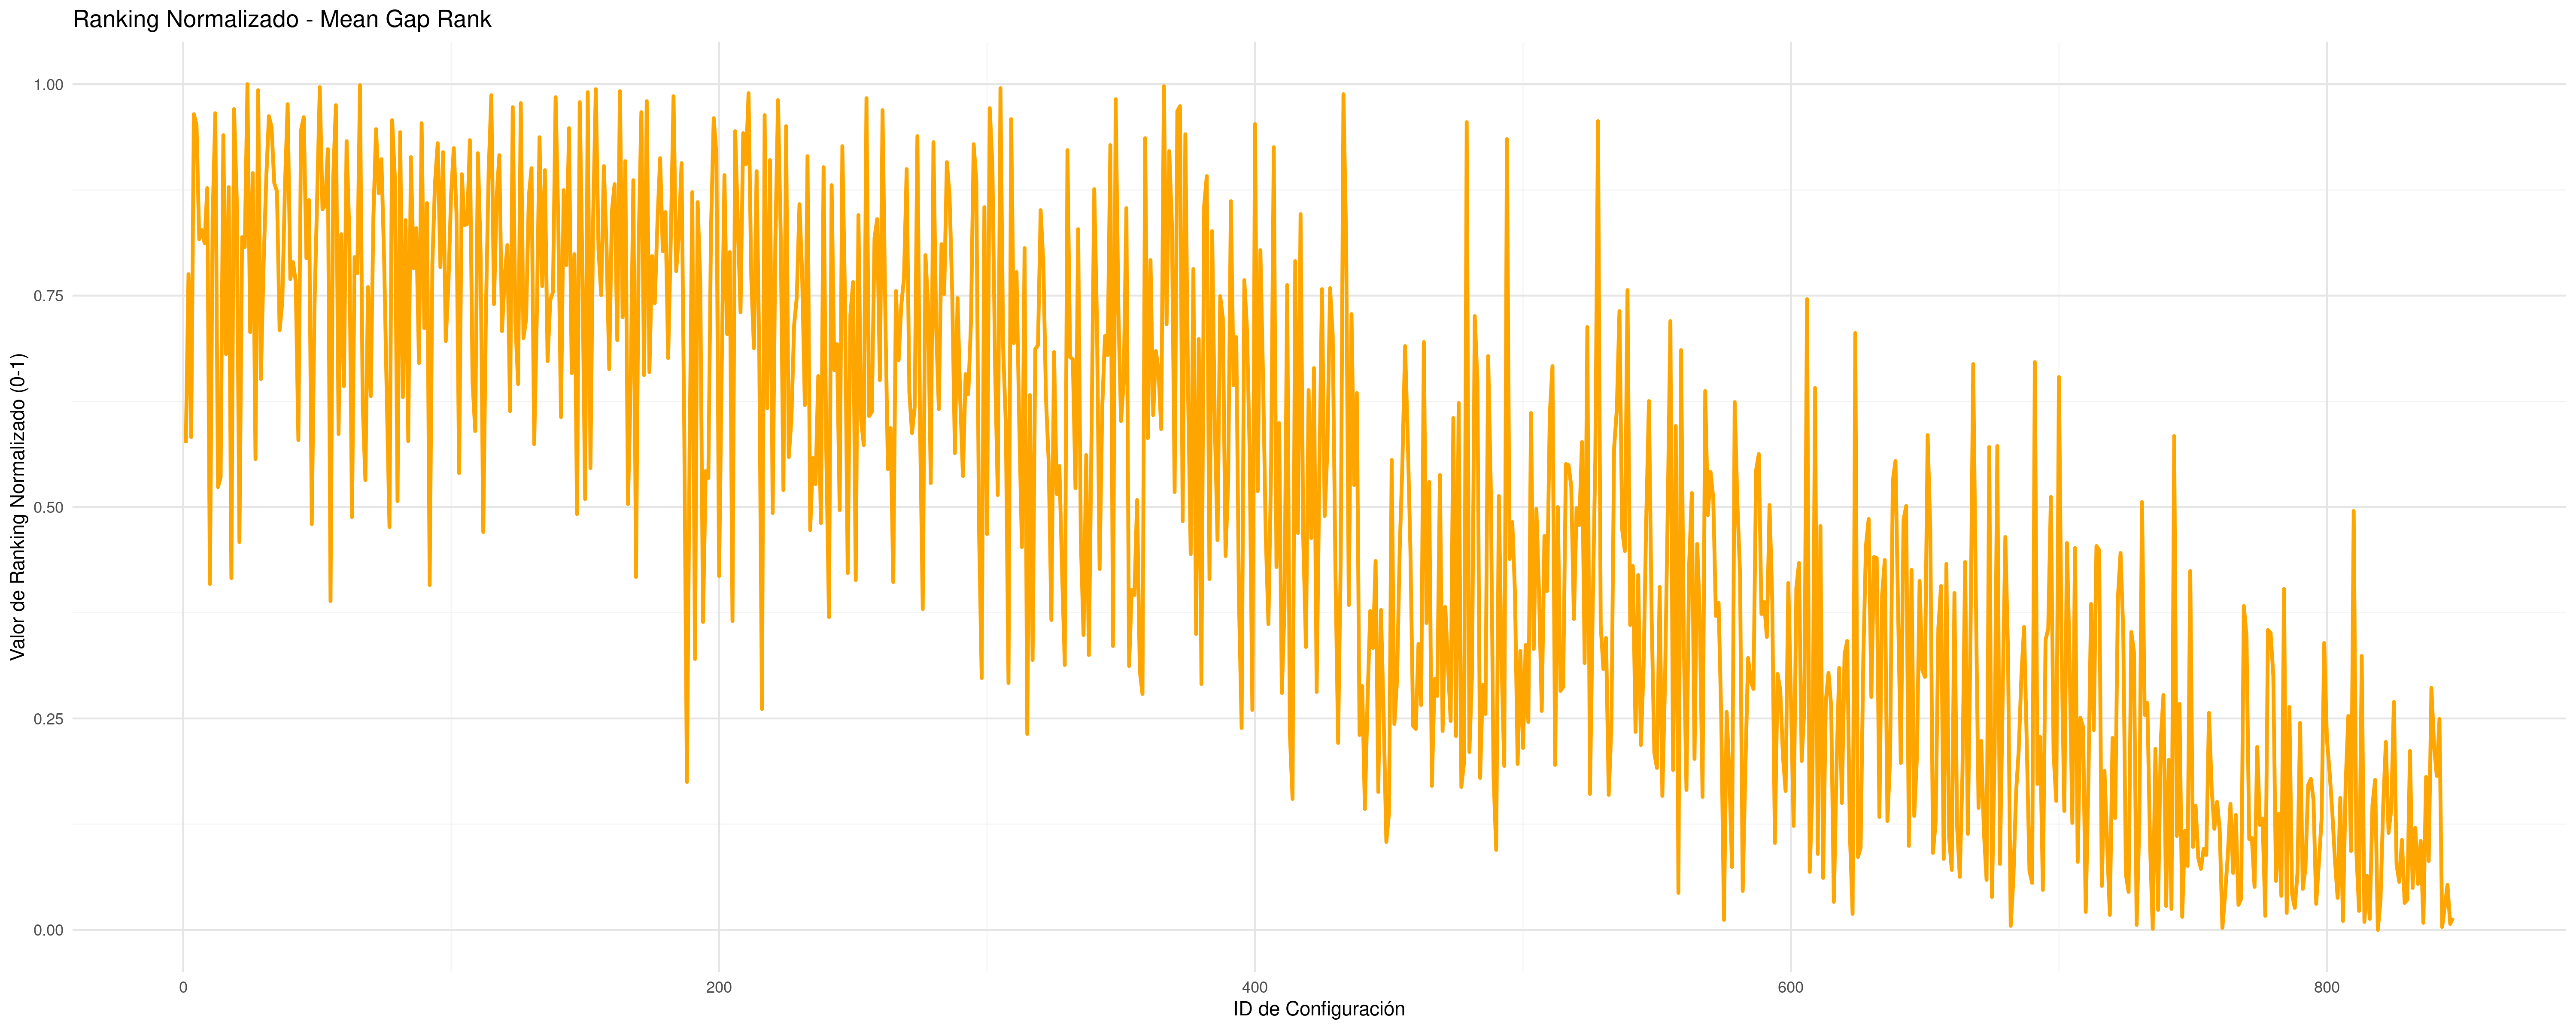 Ranking Normalizado - Mean Gap Rank
Valor de Ranking Normalizado (0-1)
1.00
0.75
0.50
0.25
0.00
0 200 400 600 800
ID de Configuración